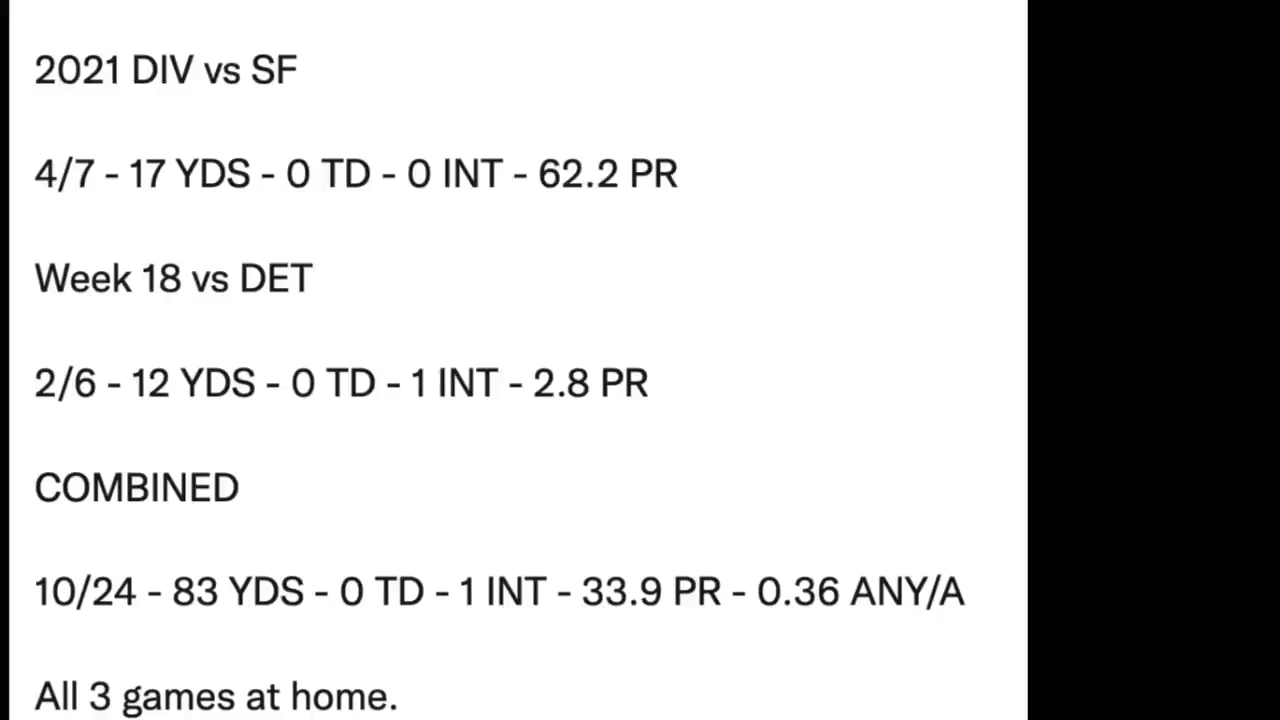 2021 DIV vs SF
4/7 - 17 YDS - 0 TD - 0 INT - 62.2 PR
Week 18 vs DET
2/6 - 12 YDS - 0 TD - 1 INT - 2.8 PR
COMBINED
10/24 - 83 YDS - 0 TD - 1 INT - 33.9 PR - 0.36 ANY/A
All 3 games at home.